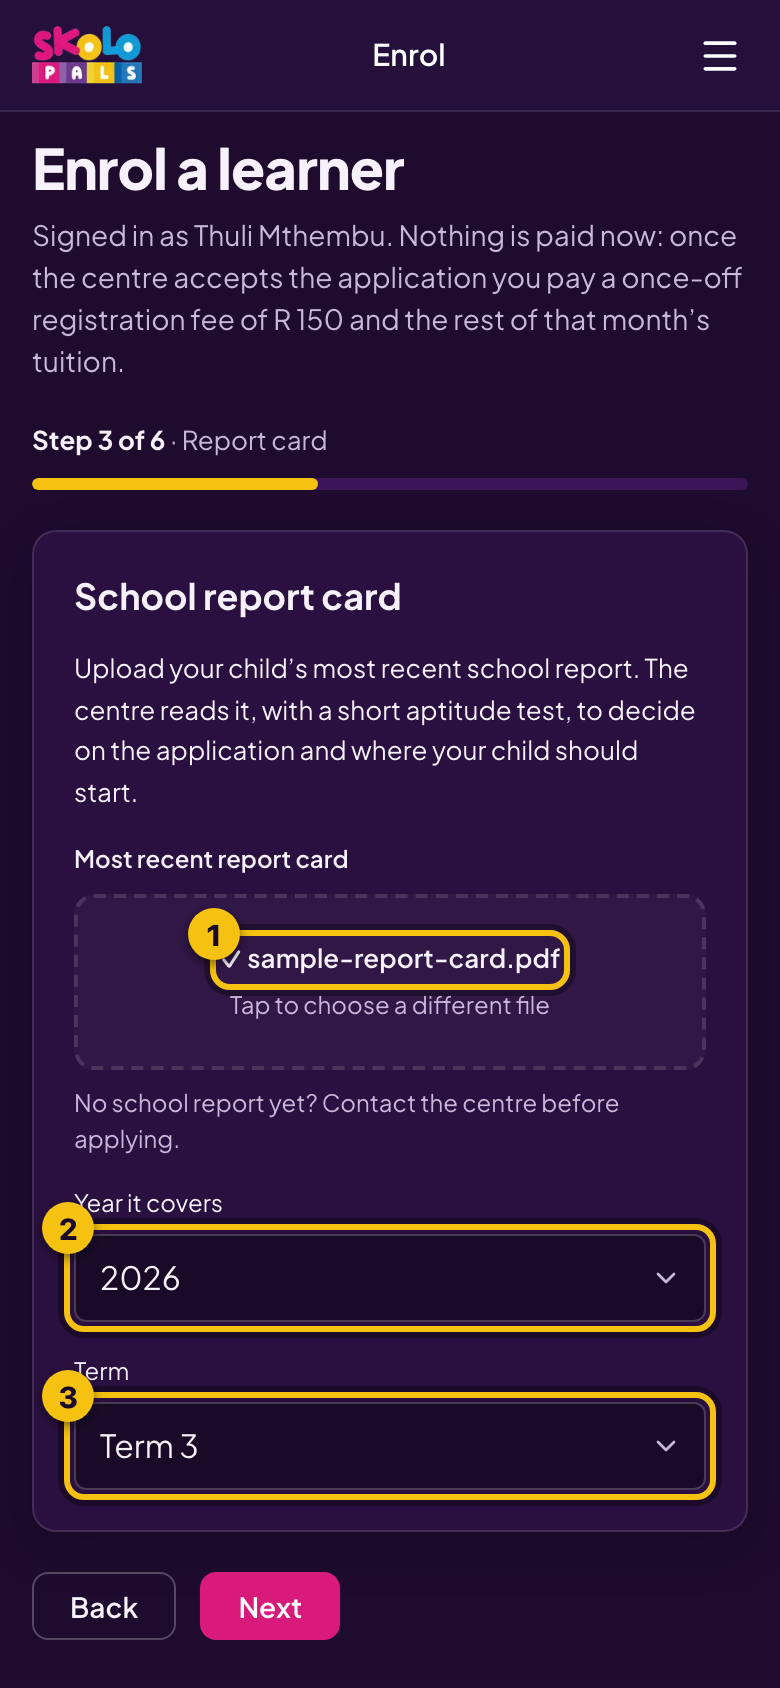 SKOLO
PALS
Enrol
Enrol a learner
Signed in as Thuli Mthembu. Nothing is paid now: once
the centre accepts the application you pay a once-off
registration fee of R 150 and the rest of that month’s
tuition.
Step 3 of 6 · Report card
School report card
Upload your child’s most recent school report. The
centre reads it, with a short aptitude test, to decide
on the application and where your child should
start.
Most recent report card
1
✓ sample-report-card.pdf
Tap to choose a different file
No school report yet? Contact the centre before
applying.
Year it covers
2
2026
Term
3
Term 3
Back
Next